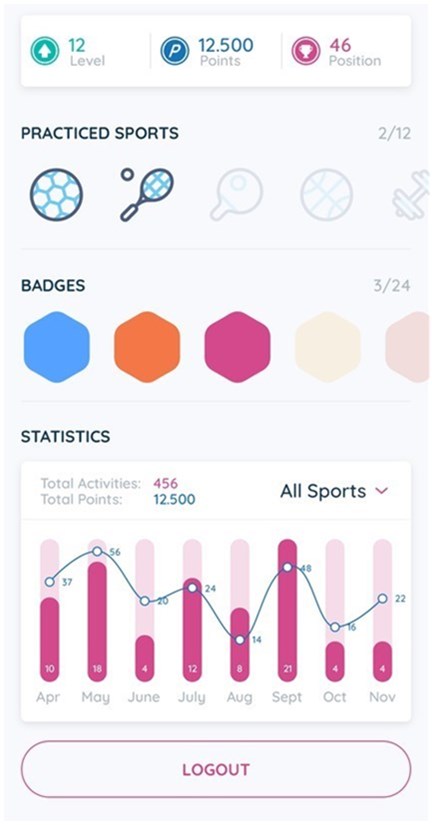 12 12.500 46
Level Points Position
PRACTICED SPORTS 2/12
BADGES 3/24
STATISTICS
Total Activities: 456
Total Points: 12.500
All Sports
56
37
48
20 24 22
16
14
10 18 4 12 8 21 4 4
Apr May June July Aug Sept Oct Nov
LOGOUT